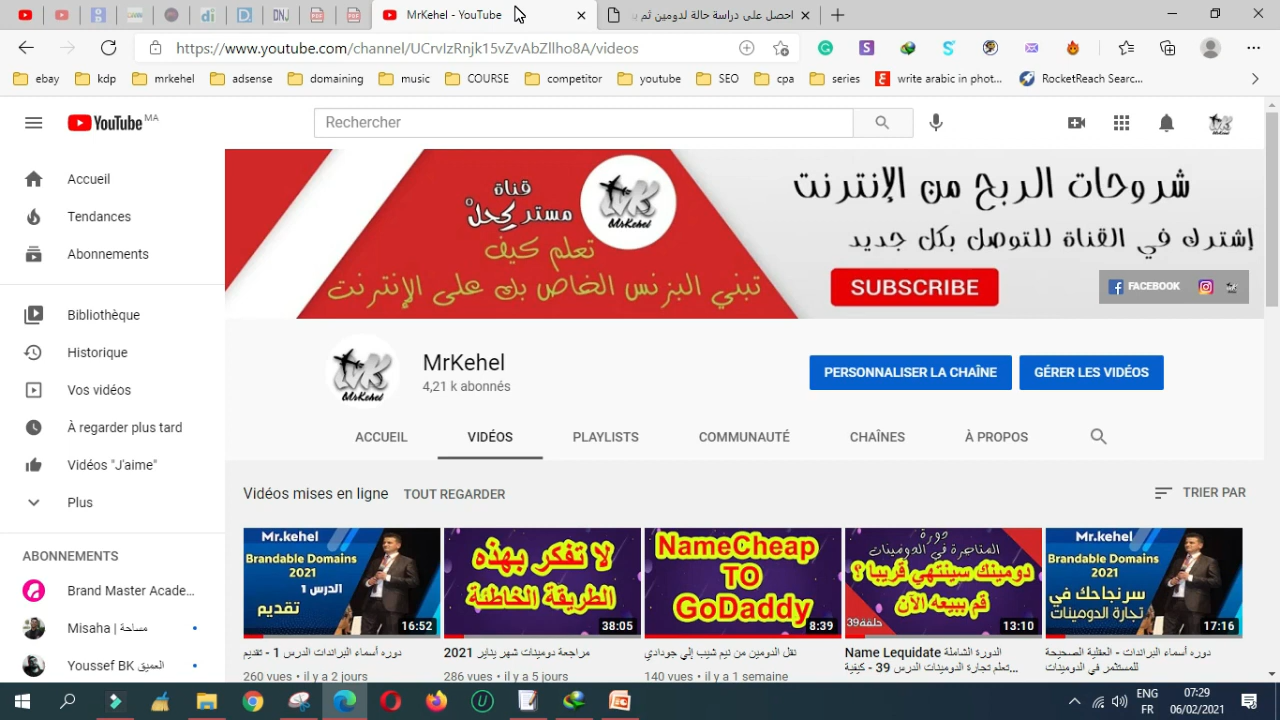 MrKehel - YouTube
احصل على دراسة حالة لدومين تم
https://www.youtube.com/channel/UCrvIzRnjk15vZvAbZllho8A/videos
ebay
kdp
mrkehel
adsense
domaining
music
COURSE
competitor
youtube
SEO
cpa
series
write arabic in phot...
RocketReach Searc...
YouTube MA
Rechercher
Accueil
Tendances
Abonnements
Bibliothèque
Historique
Vos vidéos
À regarder plus tard
Vidéos "J'aime"
Plus
ABONNEMENTS
Brand Master Acade...
Misaha | مساحة
Youssef BK العميق
قناة
مستر كحل
تعلم كيف
تبني البزنس الخاص بك على الإنترنت
MrKehel
شروحات الربح من الإنترنت
إشترك في القناة للتوصل بكل جديد
SUBSCRIBE
FACEBOOK
MrKehel
MrKehel
4,21 k abonnés
PERSONNALISER LA CHAÎNE
GÉRER LES VIDÉOS
ACCUEIL
VIDÉOS
PLAYLISTS
COMMUNAUTÉ
CHAÎNES
À PROPOS
Vidéos mises en ligne
TOUT REGARDER
TRIER PAR
Mr.kehel
Brandable Domains
2021
الدرس 1
تقديم
16:52
دوره أسماء البراندات الدرس 1 - تقديم
260 vues • il y a 2 jours
لا تفكر بهذه
الطريقة الخاطئة
38:05
مراجعة دومينات شهر يناير 2021
286 vues • il y a 5 jours
NameCheap
TO
GoDaddy
8:39
نقل الدومين من نيم شيب إلي جودادي
140 vues • il y a 1 semaine
دورة
المتاجرة في الدومينات
دومينك سينتهي قريبا ؟
قم ببيعه الآن
حلقة39
13:10
Name Lequidate الدورة الشاملة
لتعلم تجارة الدومينات الدرس 39 - كيفية...
Mr.kehel
Brandable Domains
2021
سر نجاحك في
تجارة الدومينات
17:16
دوره أسماء البراندات - العقلية الصحيحة
للمستثمر في الدومينات
ENG
FR
07:29
06/02/2021